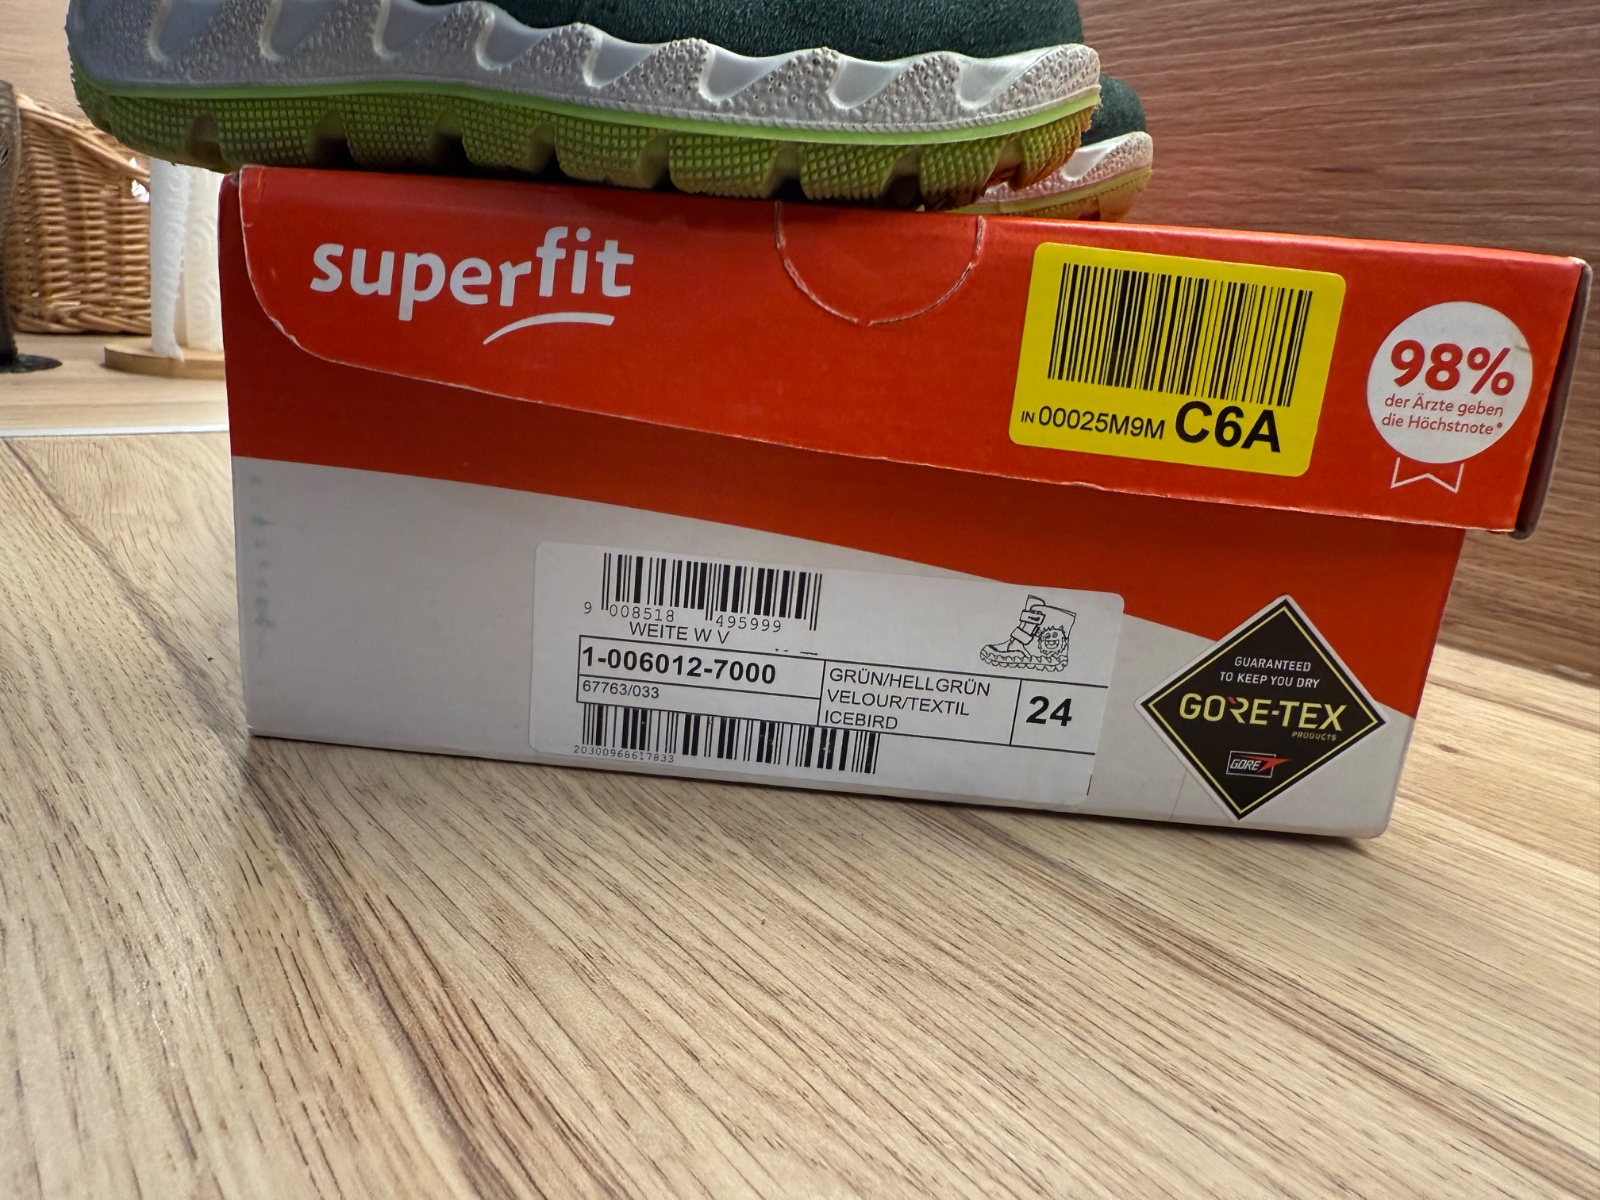 superfit
IN 00025M9M C6A
98%
der Ärzte geben
die Höchstnote*
9 008518 495999
WEITE W V
1-006012-7000
67763/033
GRÜN/HELLGRÜN
VELOUR/TEXTIL
ICEBIRD
24
20300968617833
GUARANTEED
TO KEEP YOU DRY
GORE-TEX
PRODUCTS
GORE